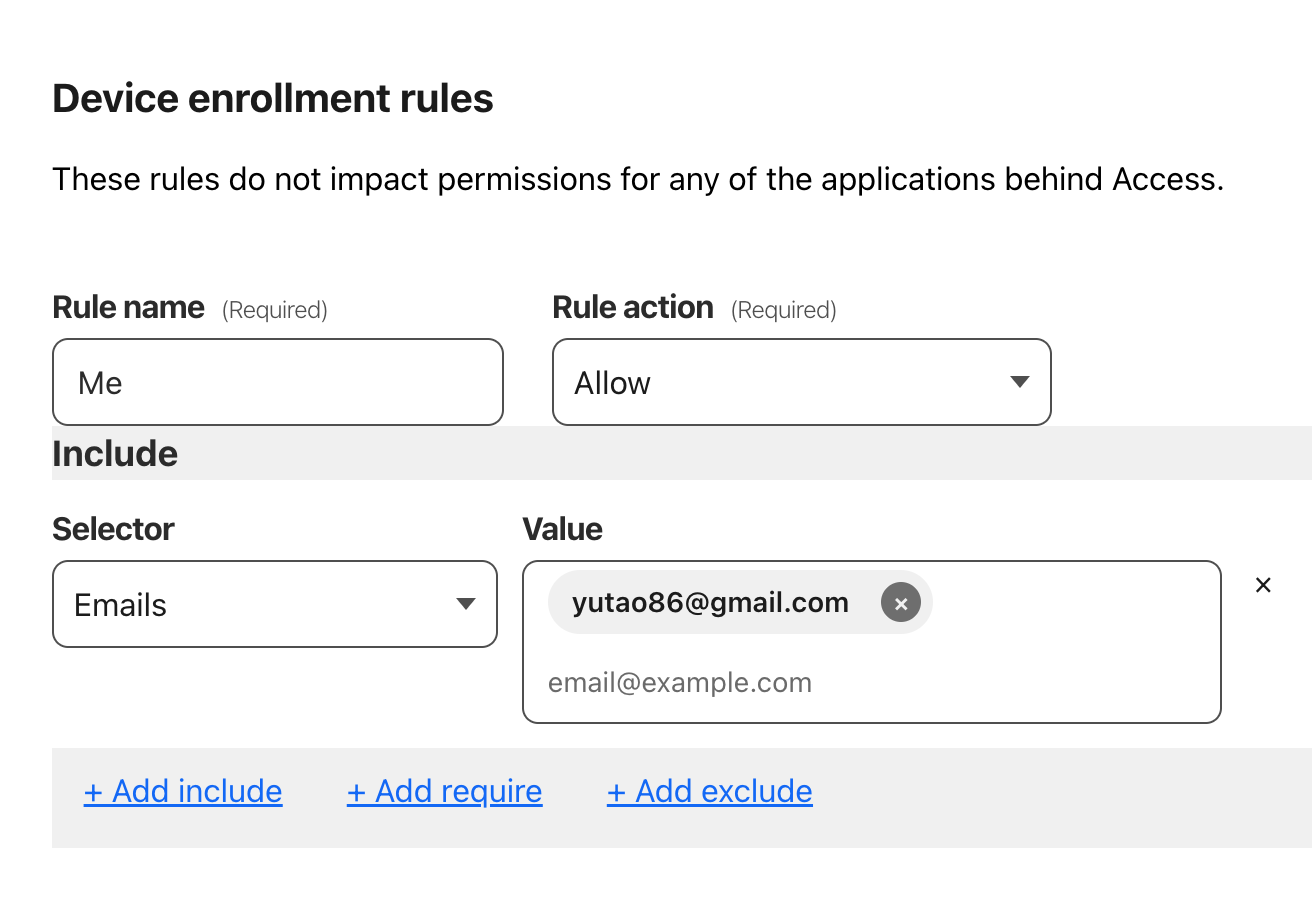 Device enrollment rules
These rules do not impact permissions for any of the applications behind Access.
Rule name (Required) Rule action (Required)
Me Allow
Include
Selector Value
Emails yutao86@gmail.com
email@example.com
+ Add include + Add require + Add exclude